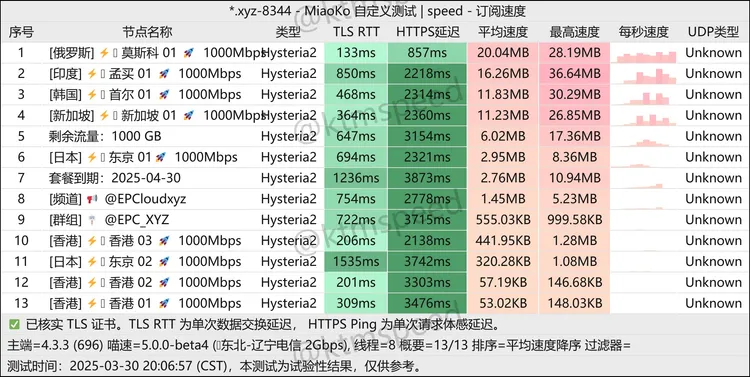 *.xyz-8344 - MiaoKo 自定义测试 | speed - 订阅速度
序号 节点名称 类型 TLS RTT HTTPS延迟 平均速度 最高速度 每秒速度 UDP类型
1 [俄罗斯] ⚡ 莫斯科 01 🚀 1000Mbps Hysteria2 133ms 857ms 20.04MB 28.19MB Unknown
2 [印度] ⚡ 孟买 01 🚀 1000Mbps Hysteria2 850ms 2218ms 16.26MB 36.64MB Unknown
3 [韩国] ⚡ 首尔 01 🚀 1000Mbps Hysteria2 468ms 2314ms 11.83MB 30.29MB Unknown
4 [新加坡] ⚡ 新加坡 01 🚀 1000Mbps Hysteria2 364ms 2360ms 11.23MB 26.85MB Unknown
5 剩余流量：1000 GB Hysteria2 647ms 3154ms 6.02MB 17.36MB Unknown
6 [日本] ⚡ 东京 01 🚀 1000Mbps Hysteria2 694ms 2321ms 2.95MB 8.36MB Unknown
7 套餐到期：2025-04-30 Hysteria2 1236ms 3873ms 2.76MB 10.94MB Unknown
8 [频道] 📢 @EPCloudxyz Hysteria2 754ms 2778ms 1.45MB 5.23MB Unknown
9 [群组] @EPC_XYZ Hysteria2 722ms 3715ms 555.03KB 999.58KB Unknown
10 [香港] ⚡ 香港 03 🚀 1000Mbps Hysteria2 206ms 2138ms 441.95KB 1.28MB Unknown
11 [日本] ⚡ 东京 02 🚀 1000Mbps Hysteria2 1535ms 3742ms 320.28KB 1.08MB Unknown
12 [香港] ⚡ 香港 02 🚀 1000Mbps Hysteria2 201ms 3303ms 57.19KB 146.68KB Unknown
13 [香港] ⚡ 香港 01 🚀 1000Mbps Hysteria2 309ms 3476ms 53.02KB 148.03KB Unknown
✅ 已核实 TLS 证书。TLS RTT 为单次数据交换延迟， HTTPS Ping 为单次请求体感延迟。
主端=4.3.3 (696) 喵速=5.0.0-beta4 (东北-辽宁电信 2Gbps), 线程=8 概要=13/13 排序=平均速度降序 过滤器=
测试时间：2025-03-30 20:06:57 (CST)，本测试为试验性结果，仅供参考。
@ktmspeed
@ktmspeed
@ktmspeed